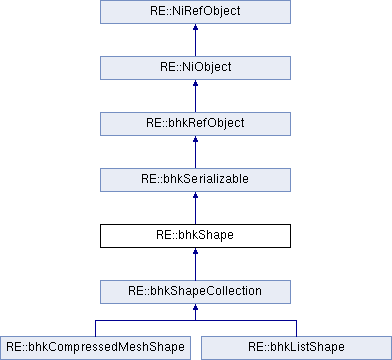 RE::NiRefObject
RE::NiObject
RE::bhkRefObject
RE::bhkSerializable
RE::bhkShape
RE::bhkShapeCollection
RE::bhkCompressedMeshShape
RE::bhkListShape